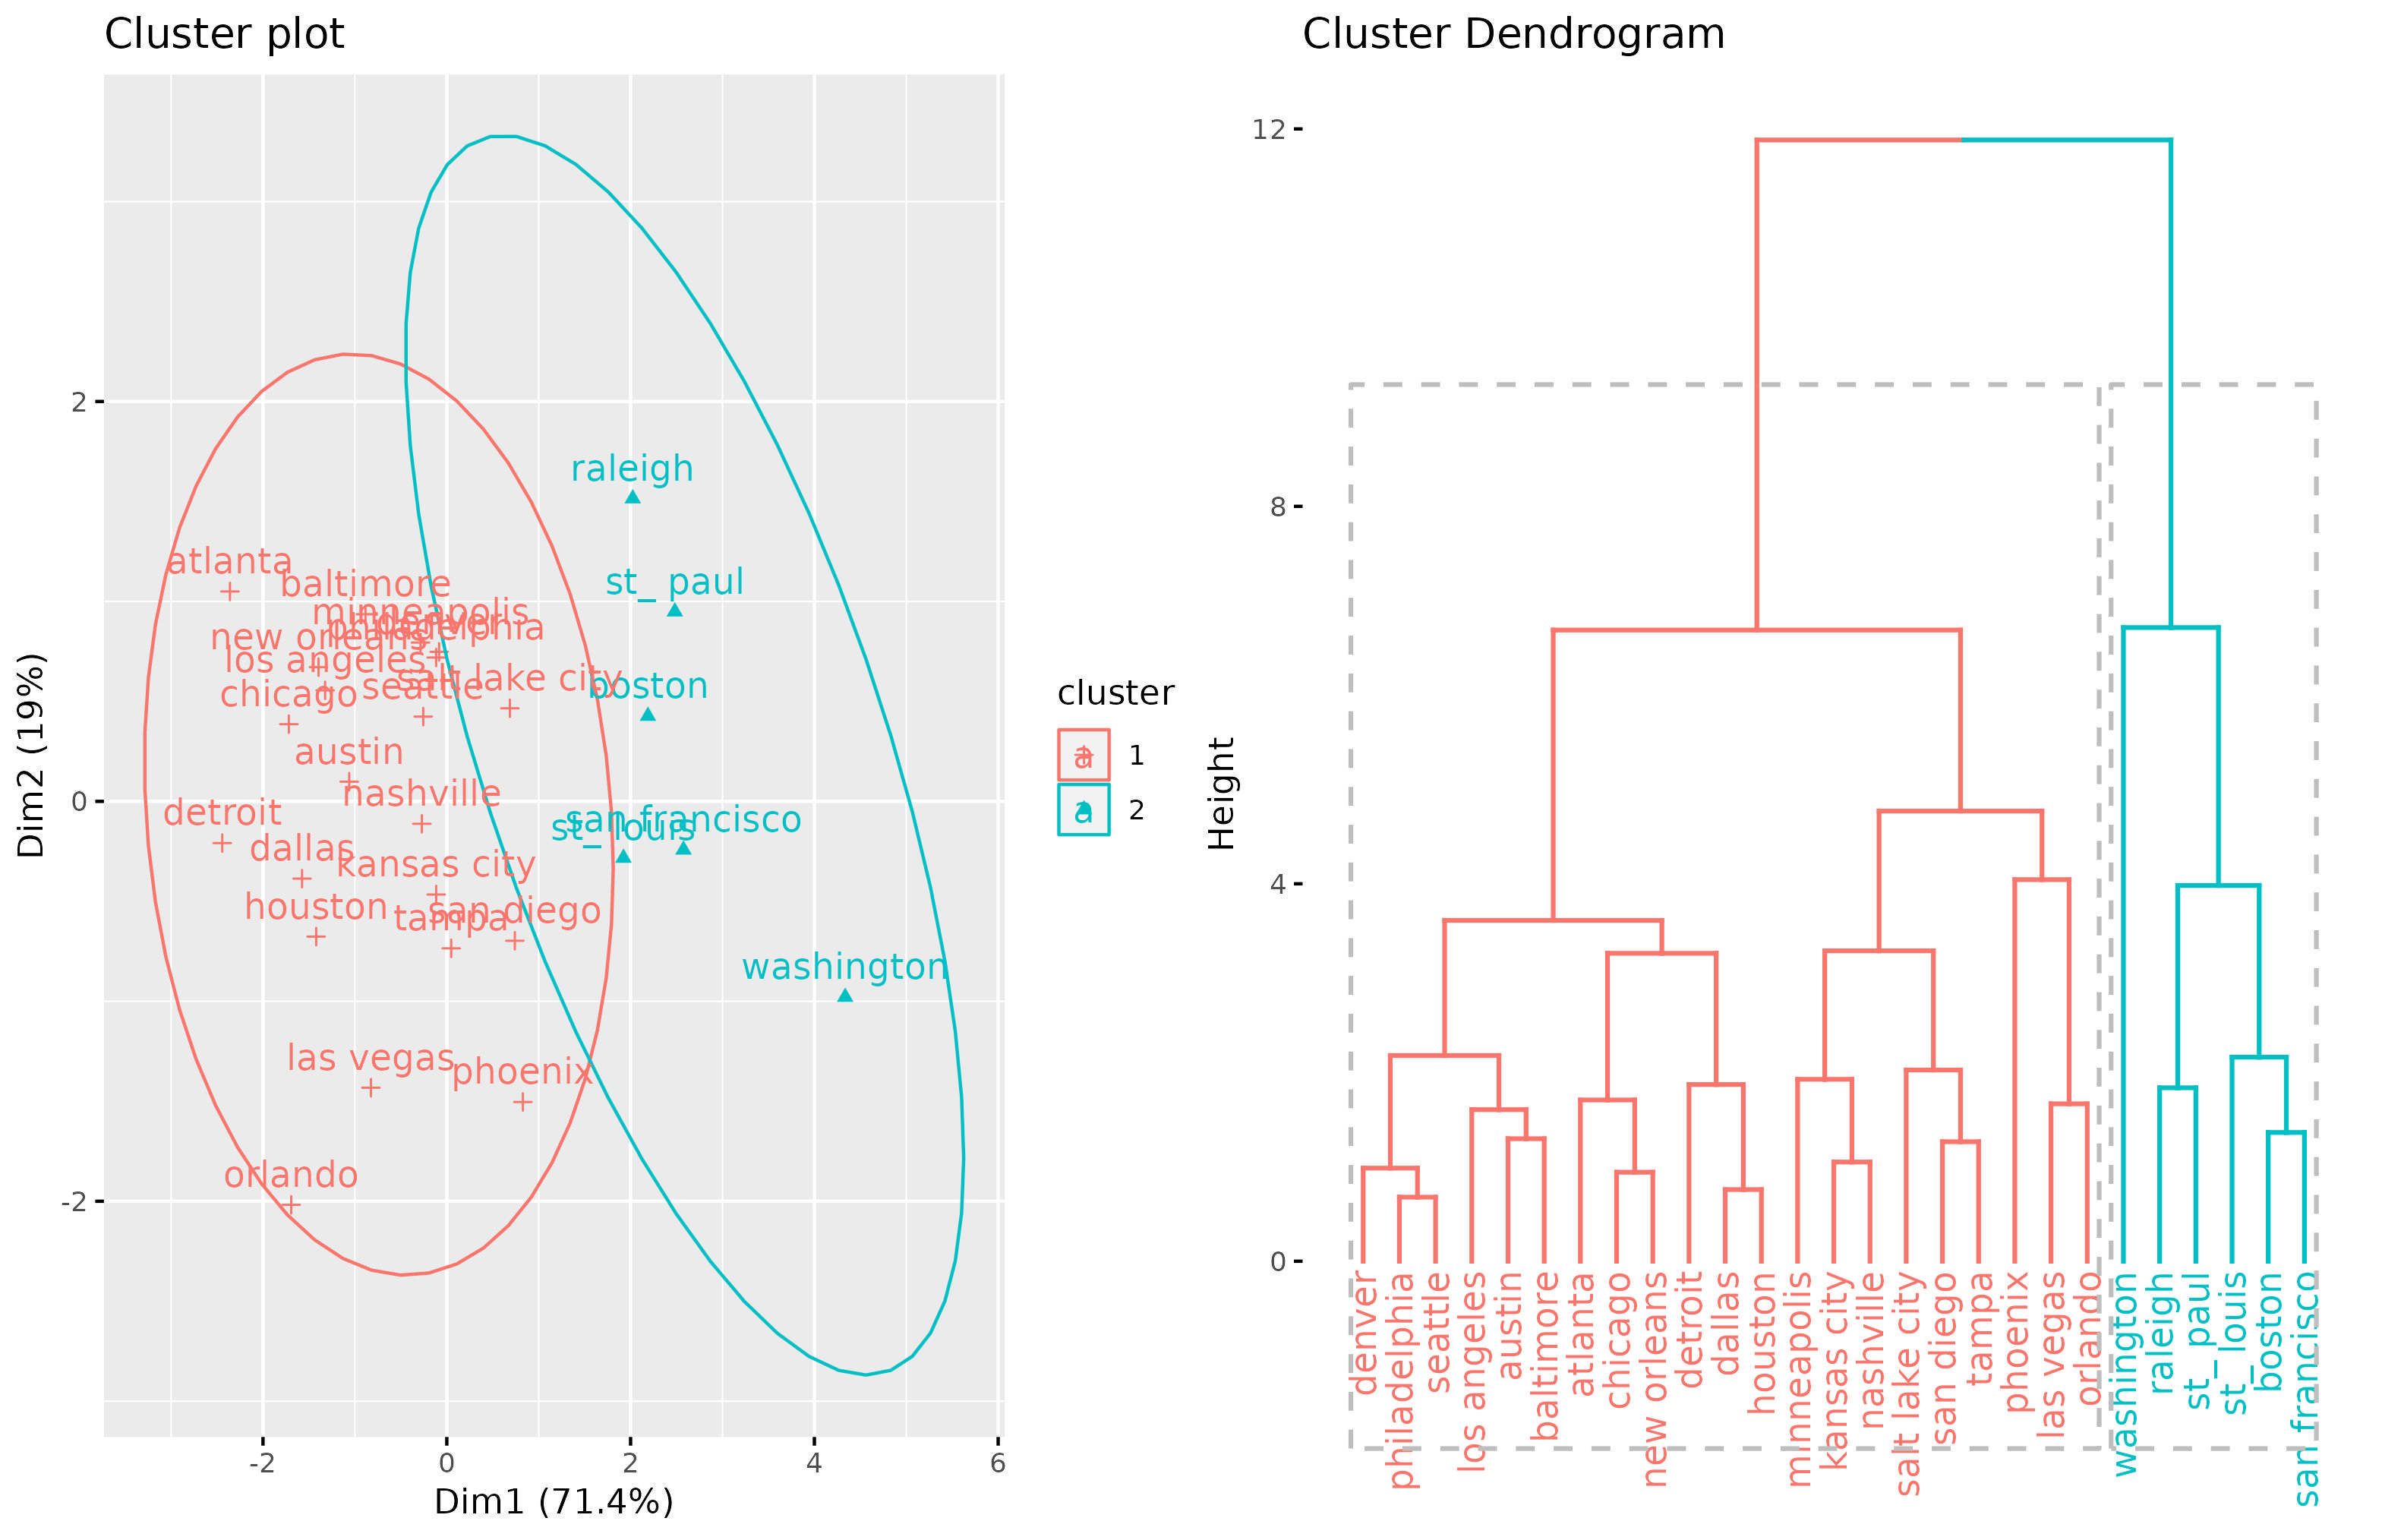 Cluster plot
raleigh
st_ paul
atlanta
baltimore
minneapolis
denver
philadelphia
new orleans
los angeles
salt lake city
seattle
boston
chicago
austin
nashville
detroit
san francisco
st_ louis
dallas
kansas city
houston
san diego
tampa
washington
las vegas
phoenix
orlando
2
0
-2
-2
0
2
4
6
Dim1 (71.4%)
Dim2 (19%)
cluster
a 1
a 2
Cluster Dendrogram
12
8
4
0
Height
denver
philadelphia
seattle
los angeles
austin
baltimore
atlanta
chicago
new orleans
detroit
dallas
houston
minneapolis
kansas city
nashville
salt lake city
san diego
tampa
phoenix
las vegas
orlando
washington
raleigh
st_ paul
st_ louis
boston
san francisco